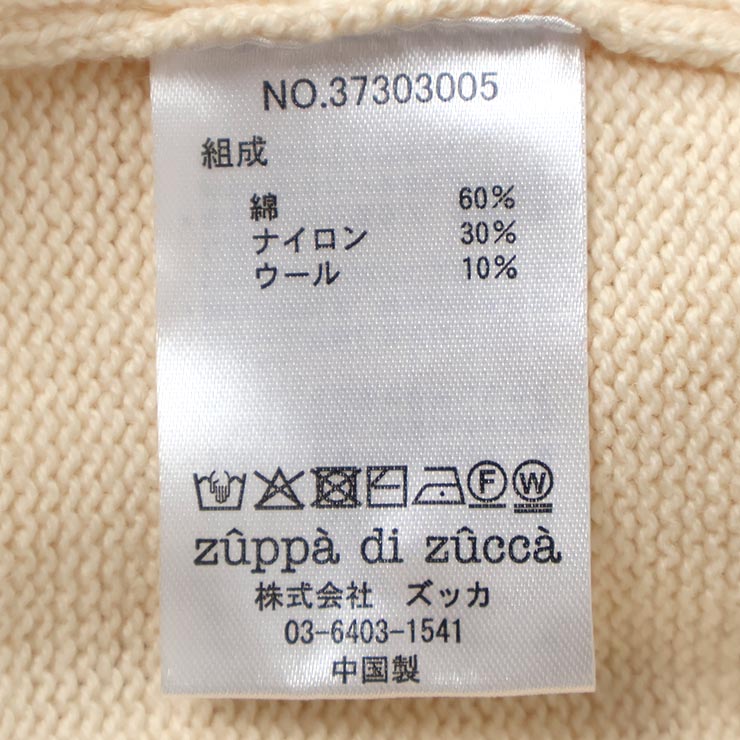 NO.37303005
組成
綿 60%
ナイロン 30%
ウール 10%
F W
zûppà di zûccà
株式会社 ズッカ
03-6403-1541
中国製